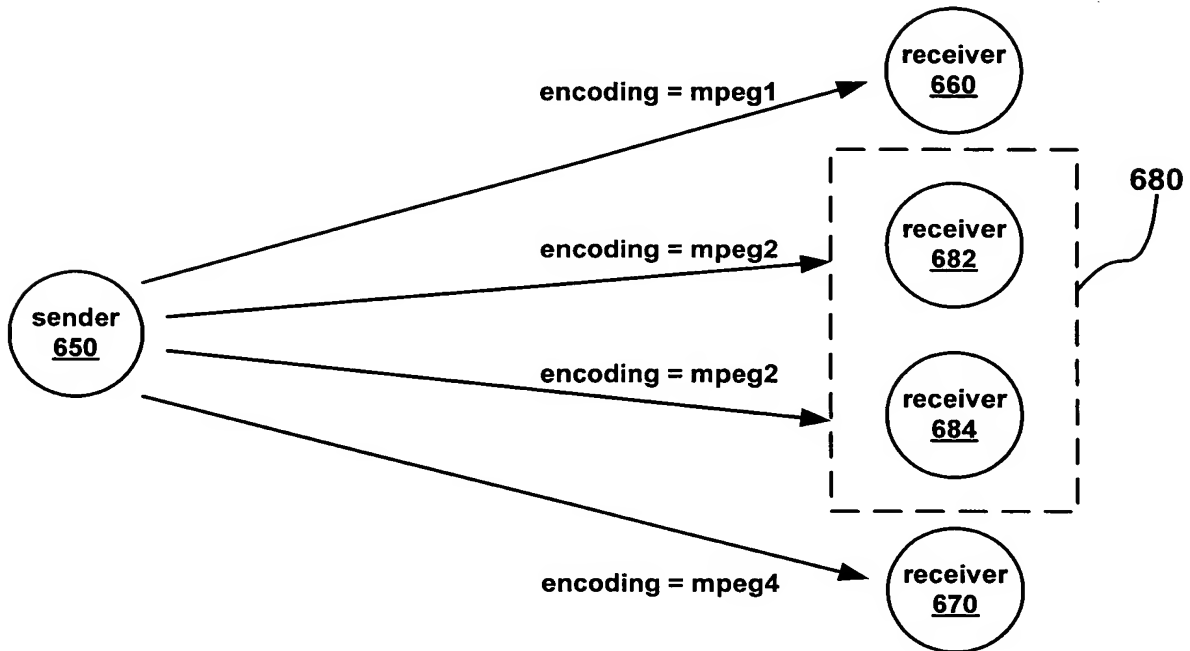 receiver
660
encoding = mpeg1
680
receiver
682
encoding = mpeg2
sender
650
encoding = mpeg2
receiver
684
encoding = mpeg4
receiver
670